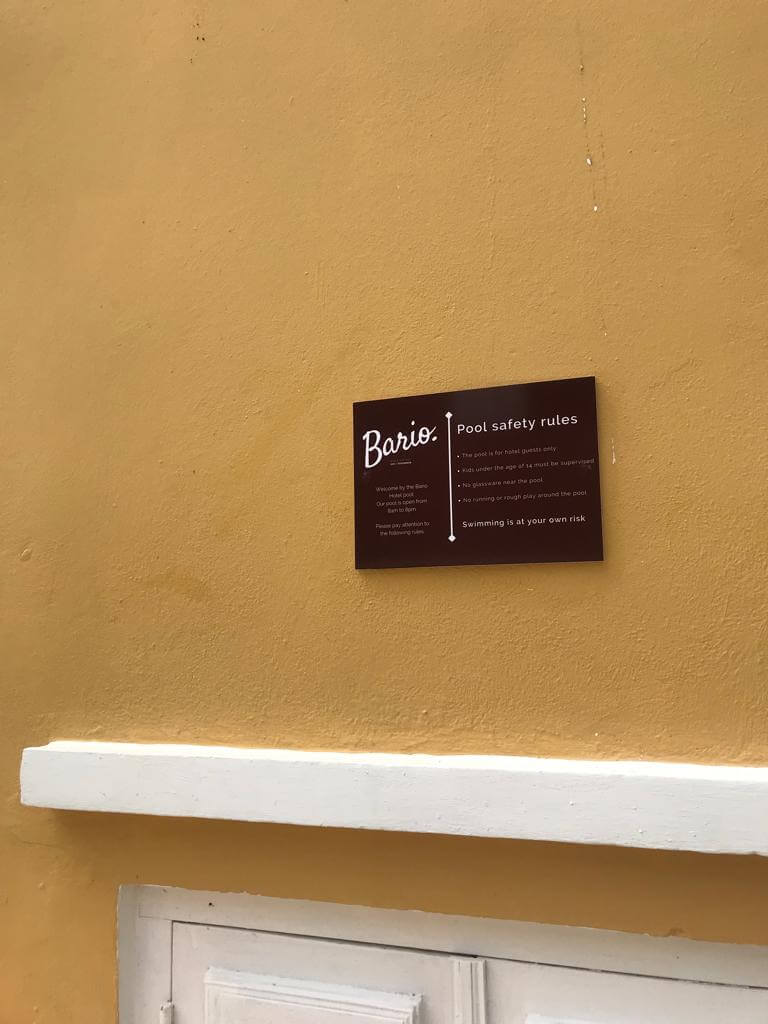 Bario.
Welcome by the Bario
Hotel pool
Our pool is open from
8am to 8pm
Please pay attention to
the following rules:
Pool safety rules
• The pool is for hotel guests only
• Kids under the age of 14 must be supervised
• No glassware near the pool
• No running or rough play around the pool
Swimming is at your own risk